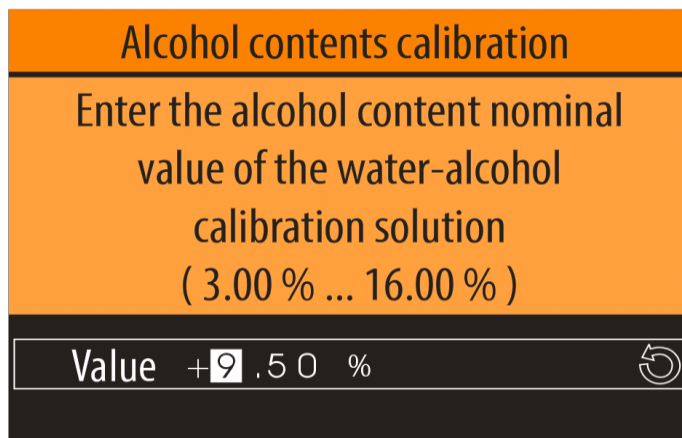 Alcohol contents calibration
Enter the alcohol content nominal
value of the water-alcohol
calibration solution
( 3.00 % ... 16.00 % )
Value +9.50 %